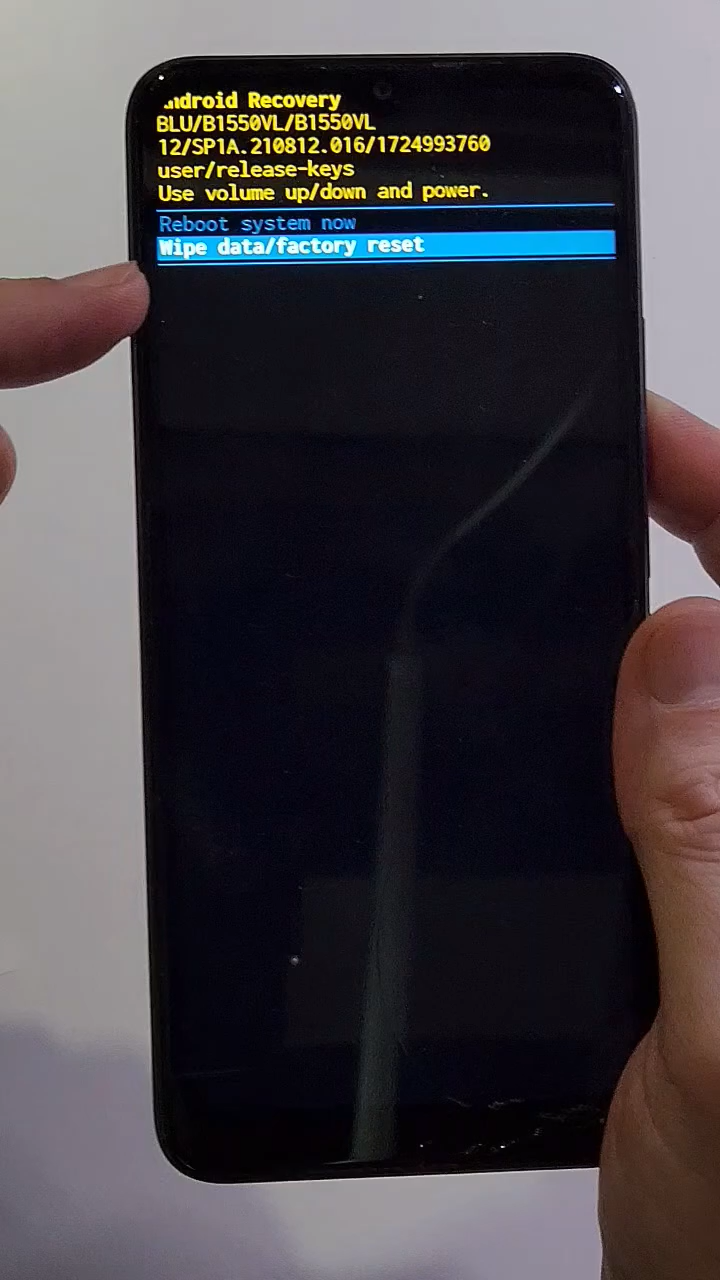 Android Recovery
BLU/B1550VL/B1550VL
12/SP1A.210812.016/1724993760
user/release-keys
Use volume up/down and power.
Reboot system now
Wipe data/factory reset